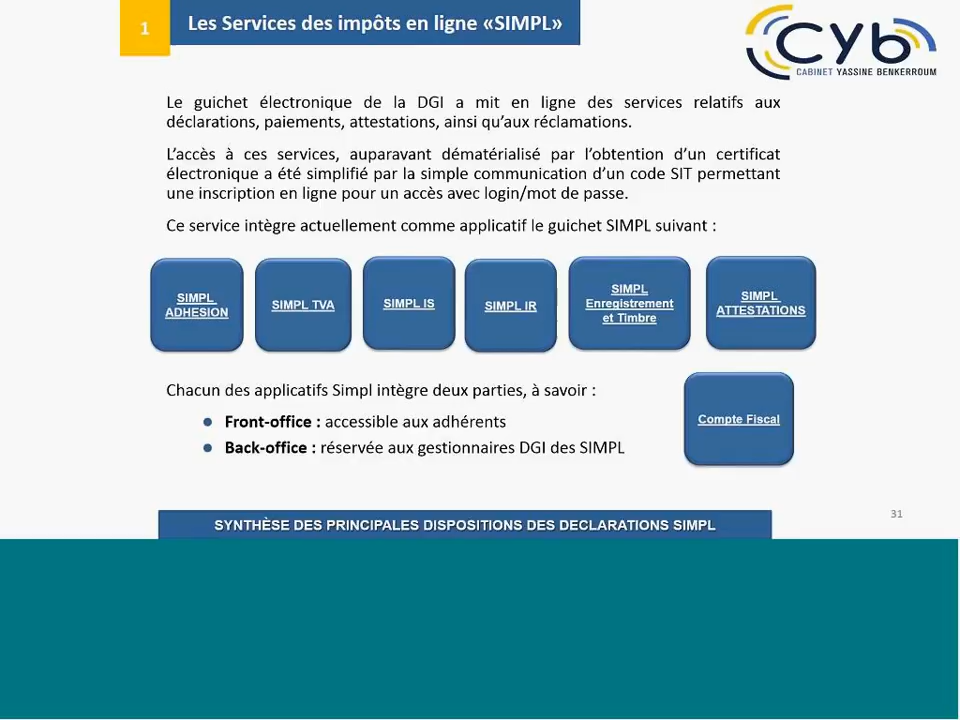 1
Les Services des impôts en ligne «SIMPL»
CYb
CABINET YASSINE BENKERROUM
Le guichet électronique de la DGI a mit en ligne des services relatifs aux
déclarations, paiements, attestations, ainsi qu'aux réclamations.
L'accès à ces services, auparavant dématérialisé par l'obtention d'un certificat
électronique a été simplifié par la simple communication d'un code SIT permettant
une inscription en ligne pour un accès avec login/mot de passe.
Ce service intègre actuellement comme applicatif le guichet SIMPL suivant :
SIMPL
ADHESION
SIMPL TVA
SIMPL IS
SIMPL IR
SIMPL
Enregistrement
et Timbre
SIMPL
ATTESTATIONS
Chacun des applicatifs Simpl intègre deux parties, à savoir :
● Front-office : accessible aux adhérents
● Back-office : réservée aux gestionnaires DGI des SIMPL
Compte Fiscal
SYNTHÈSE DES PRINCIPALES DISPOSITIONS DES DECLARATIONS SIMPL
31